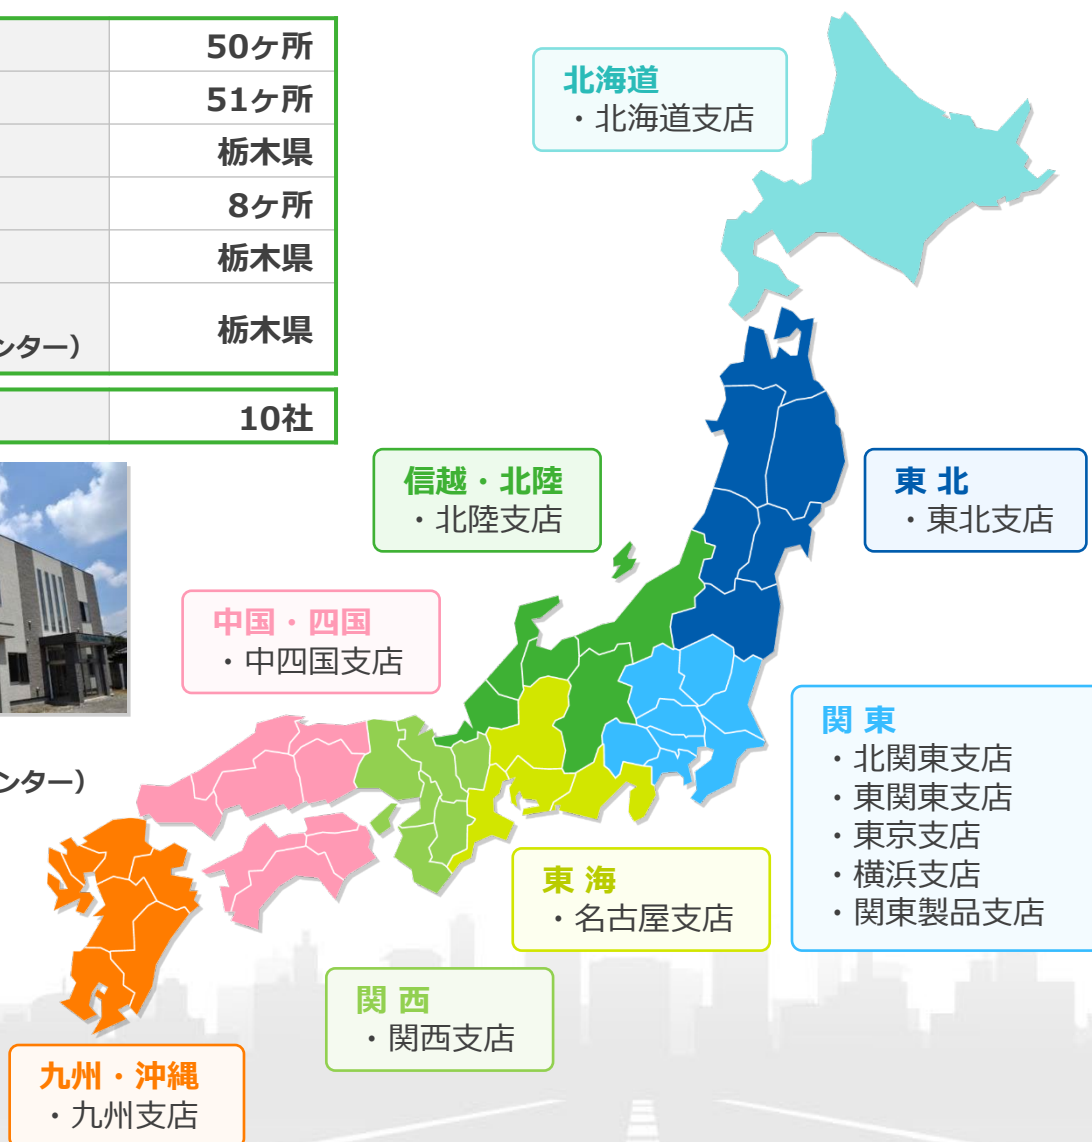 50ヶ所
51ヶ所
栃木県
8ヶ所
栃木県
ンター） 栃木県
10社
北海道
・北海道支店
信越・北陸
・北陸支店
東 北
・東北支店
中国・四国
・中四国支店
関 東
・北関東支店
・東関東支店
・東京支店
・横浜支店
・関東製品支店
ンター）
東 海
・名古屋支店
関 西
・関西支店
九州・沖縄
・九州支店